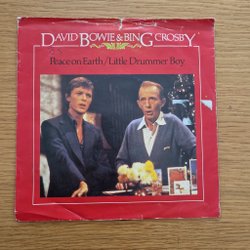 DAVID BOWIE & BING CROSBY
Peace on Earth/Little Drummer Boy